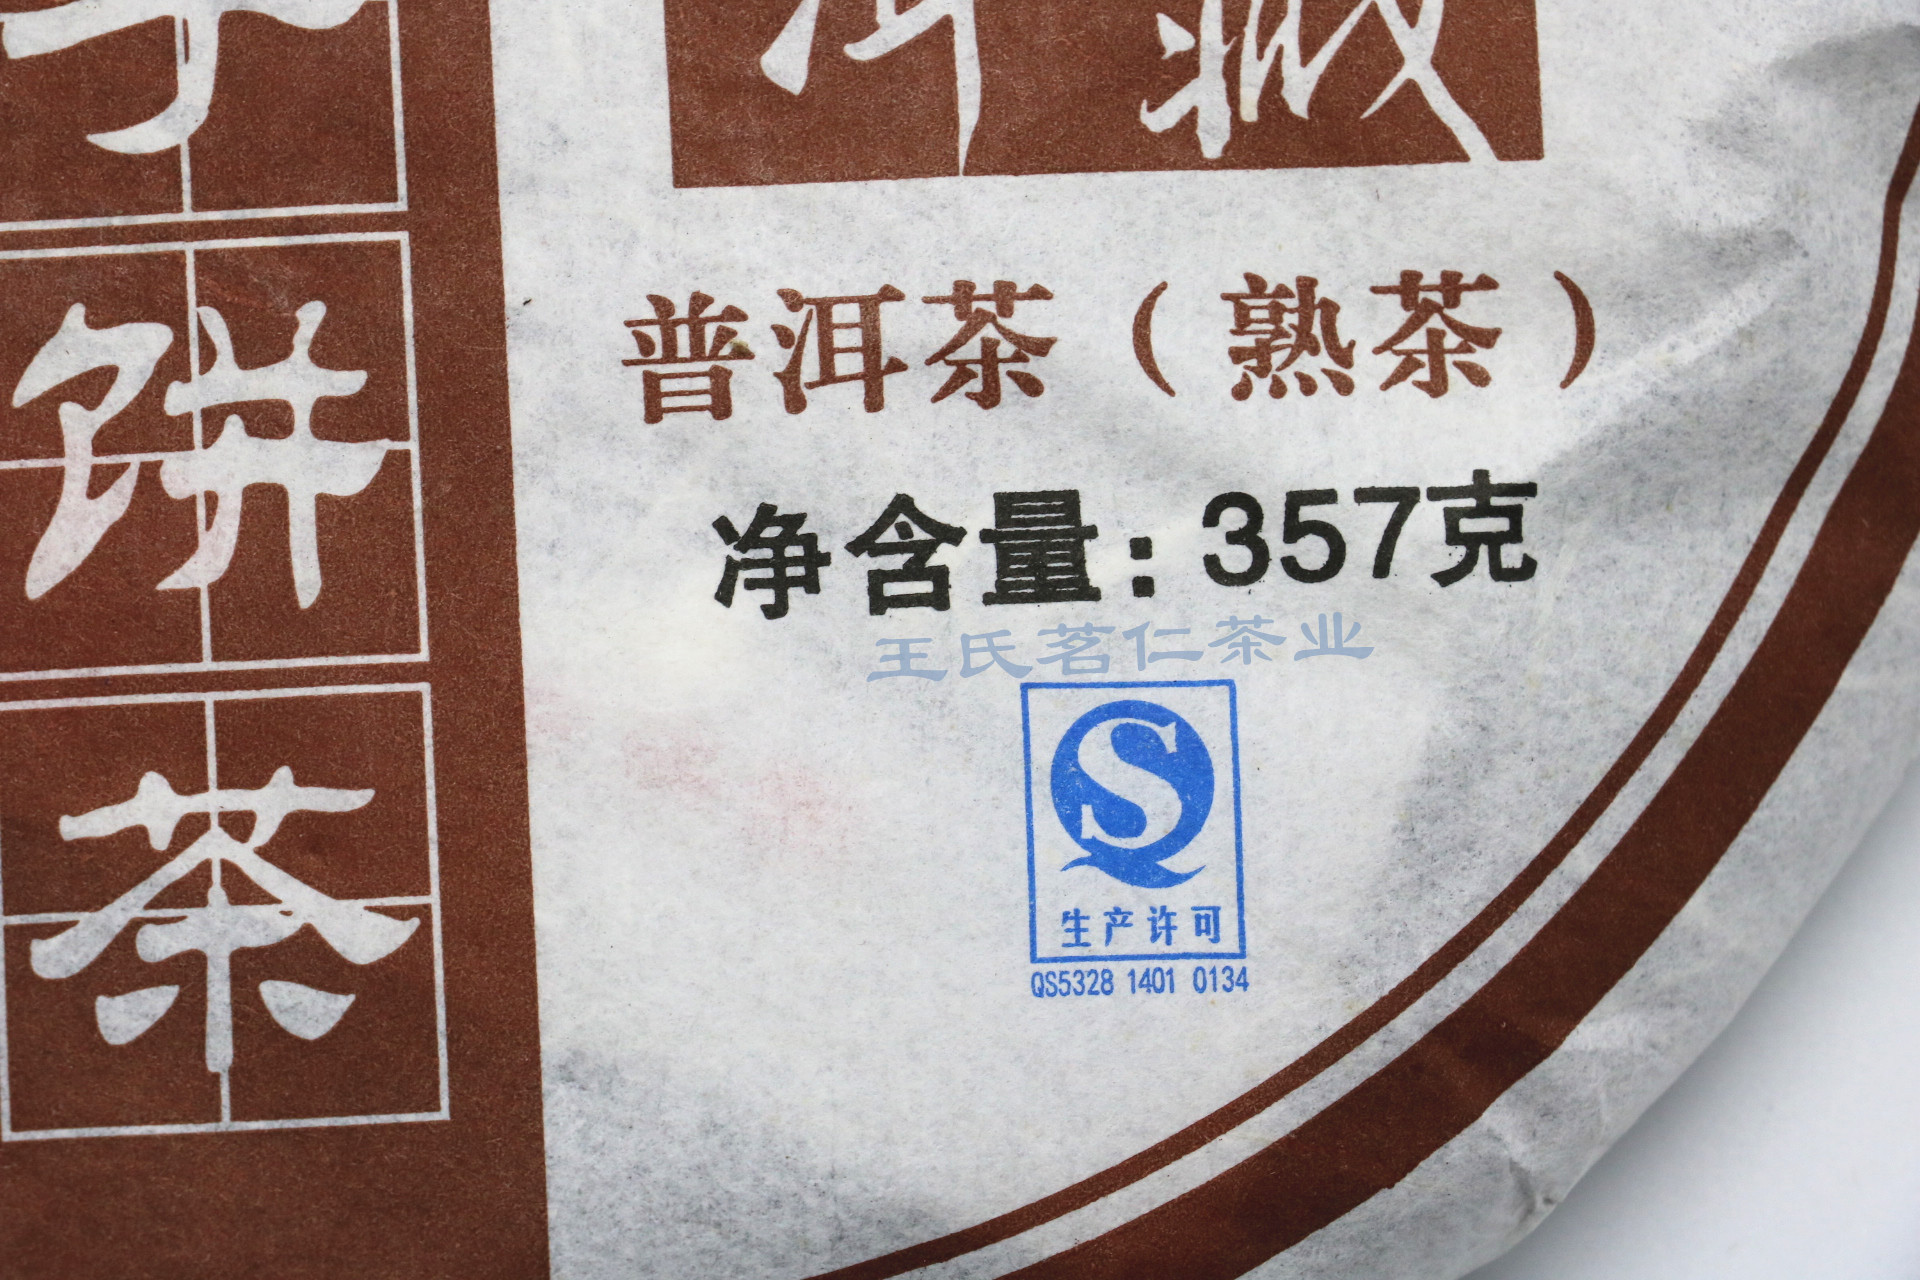 饼
茶
普洱茶（熟茶）
净含量：357克
王氏茗仁茶业
生产许可
QS5328 1401 0134